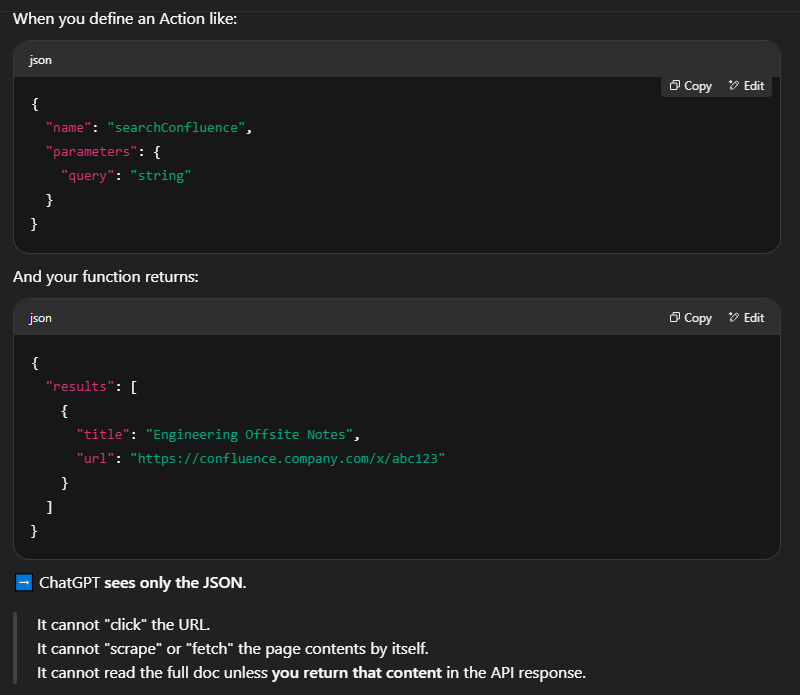 When you define an Action like:
json
Copy Edit
{
"name": "searchConfluence",
"parameters": {
"query": "string"
}
}
And your function returns:
json
Copy Edit
{
"results": [
{
"title": "Engineering Offsite Notes",
"url": "https://confluence.company.com/x/abc123"
}
]
}
➡ ChatGPT sees only the JSON.
It cannot "click" the URL.
It cannot "scrape" or "fetch" the page contents by itself.
It cannot read the full doc unless you return that content in the API response.